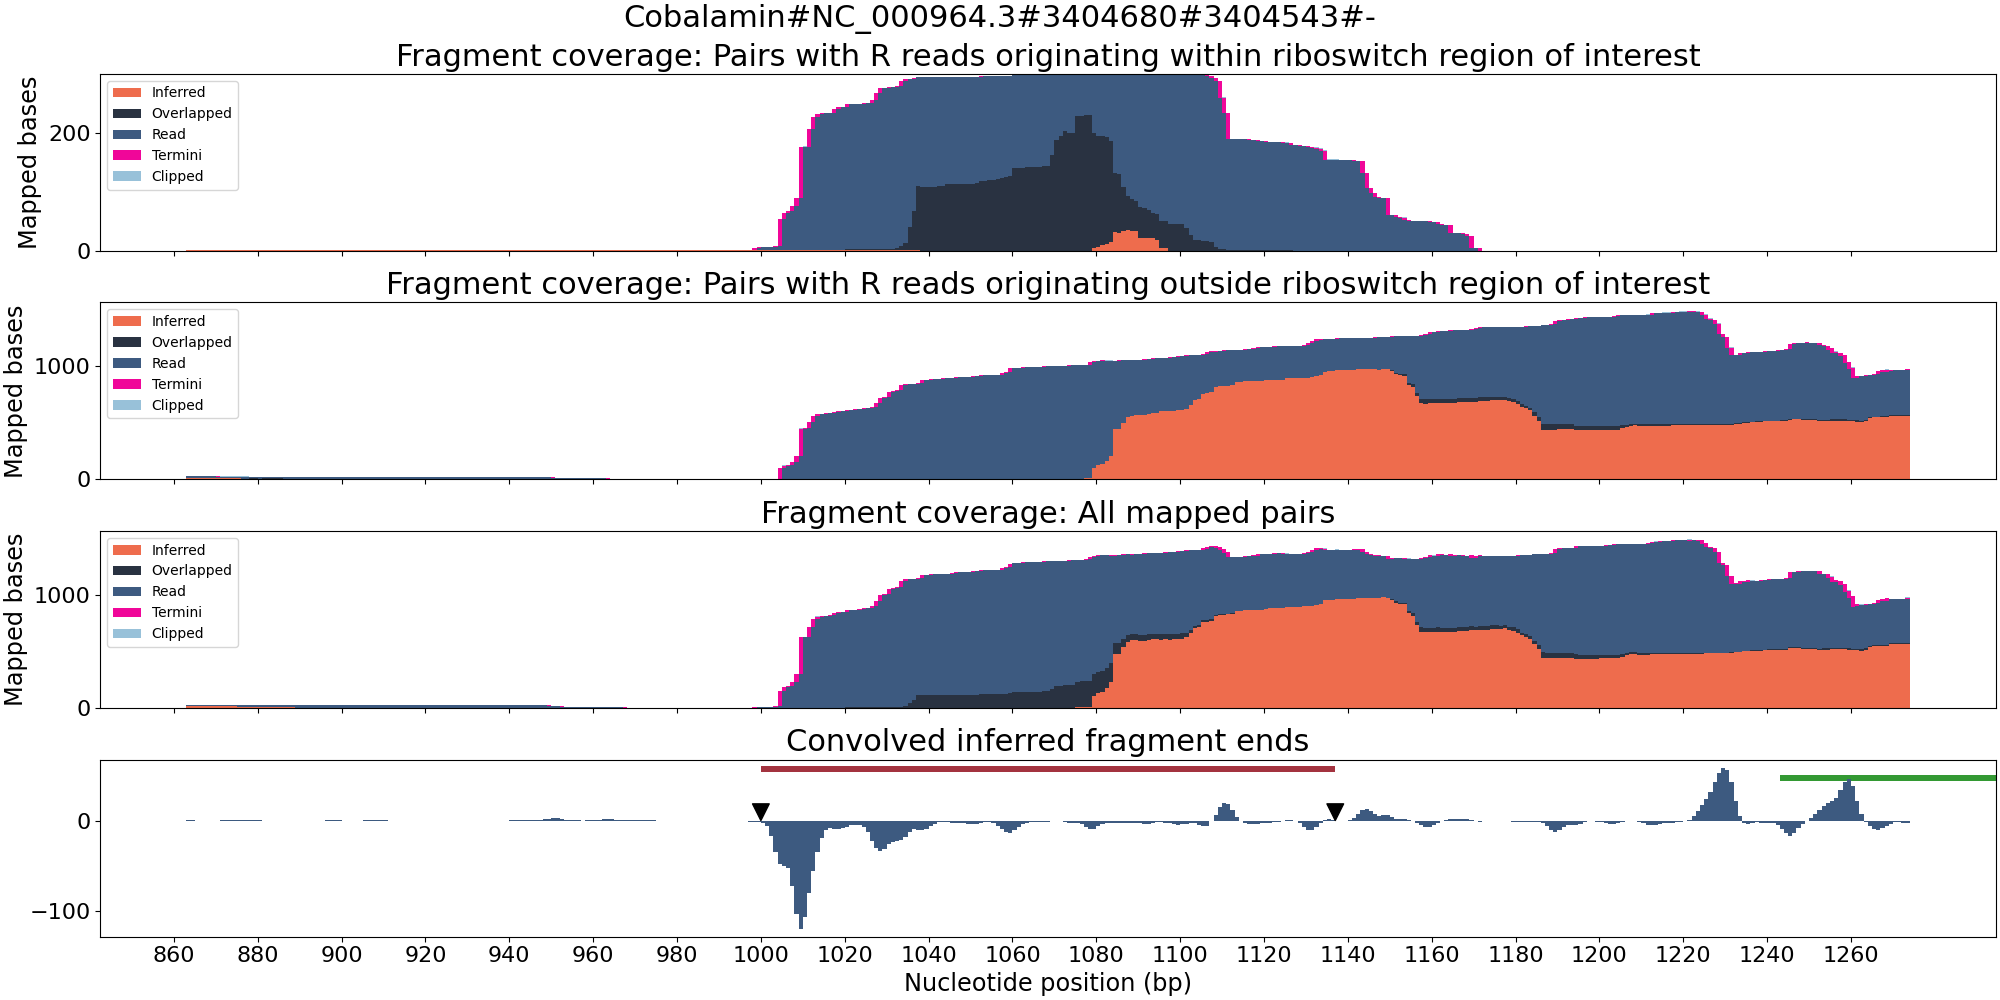 Cobalamin#NC_000964.3#3404680#3404543#-
Fragment coverage: Pairs with R reads originating within riboswitch region of interest
Mapped bases
200
0
Inferred
Overlapped
Read
Termini
Clipped
Fragment coverage: Pairs with R reads originating outside riboswitch region of interest
Mapped bases
1000
0
Inferred
Overlapped
Read
Termini
Clipped
Fragment coverage: All mapped pairs
Mapped bases
1000
0
Inferred
Overlapped
Read
Termini
Clipped
Convolved inferred fragment ends
0
−100
860 880 900 920 940 960 980 1000 1020 1040 1060 1080 1100 1120 1140 1160 1180 1200 1220 1240 1260
Nucleotide position (bp)